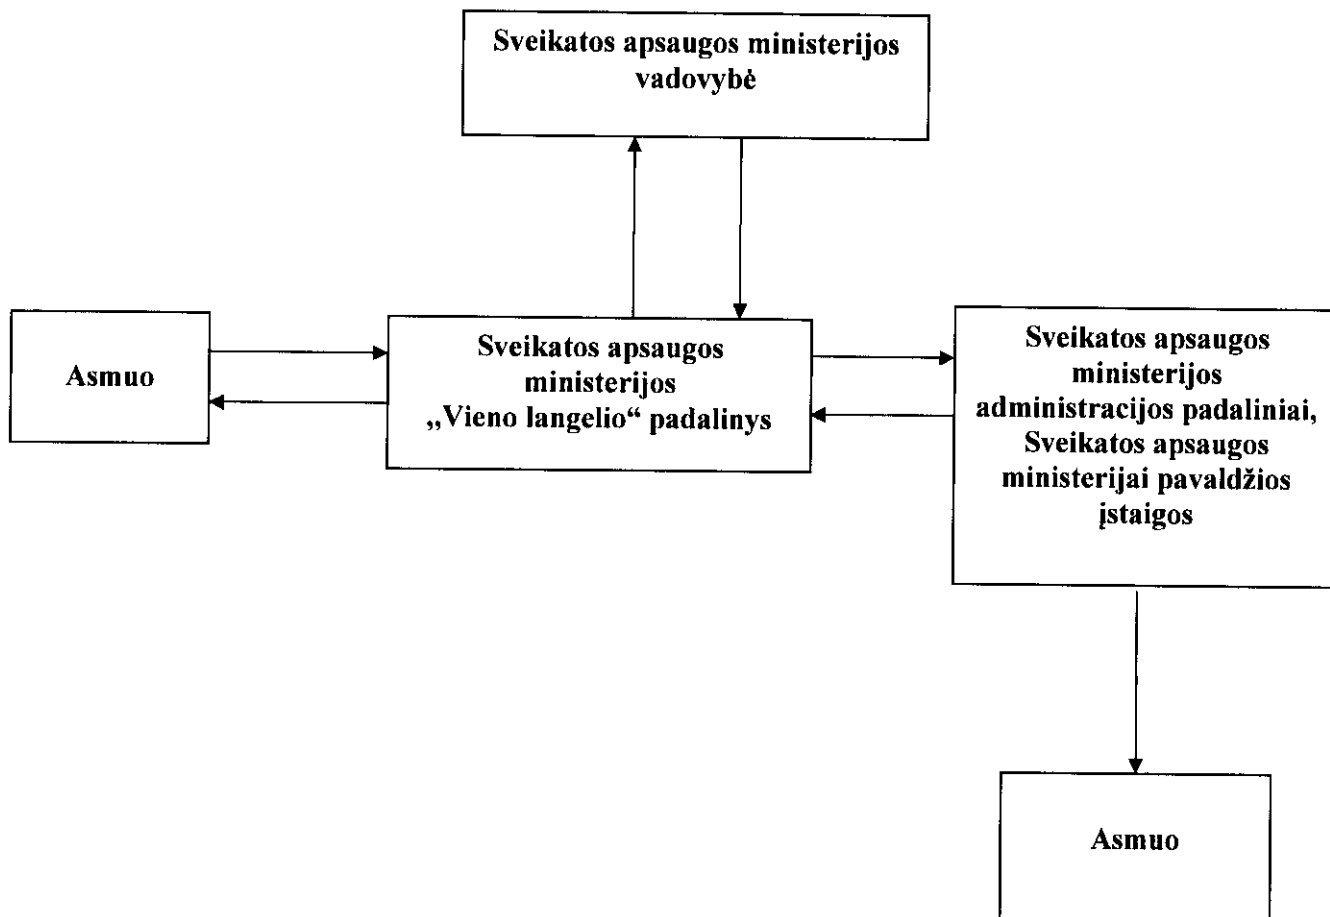 Sveikatos apsaugos ministerijos
vadovybė
Asmuo
Sveikatos apsaugos
ministerijos
„Vieno langelio“ padalinys
Sveikatos apsaugos
ministerijos
administracijos padaliniai,
Sveikatos apsaugos
ministerijai pavaldžios
įstaigos
Asmuo